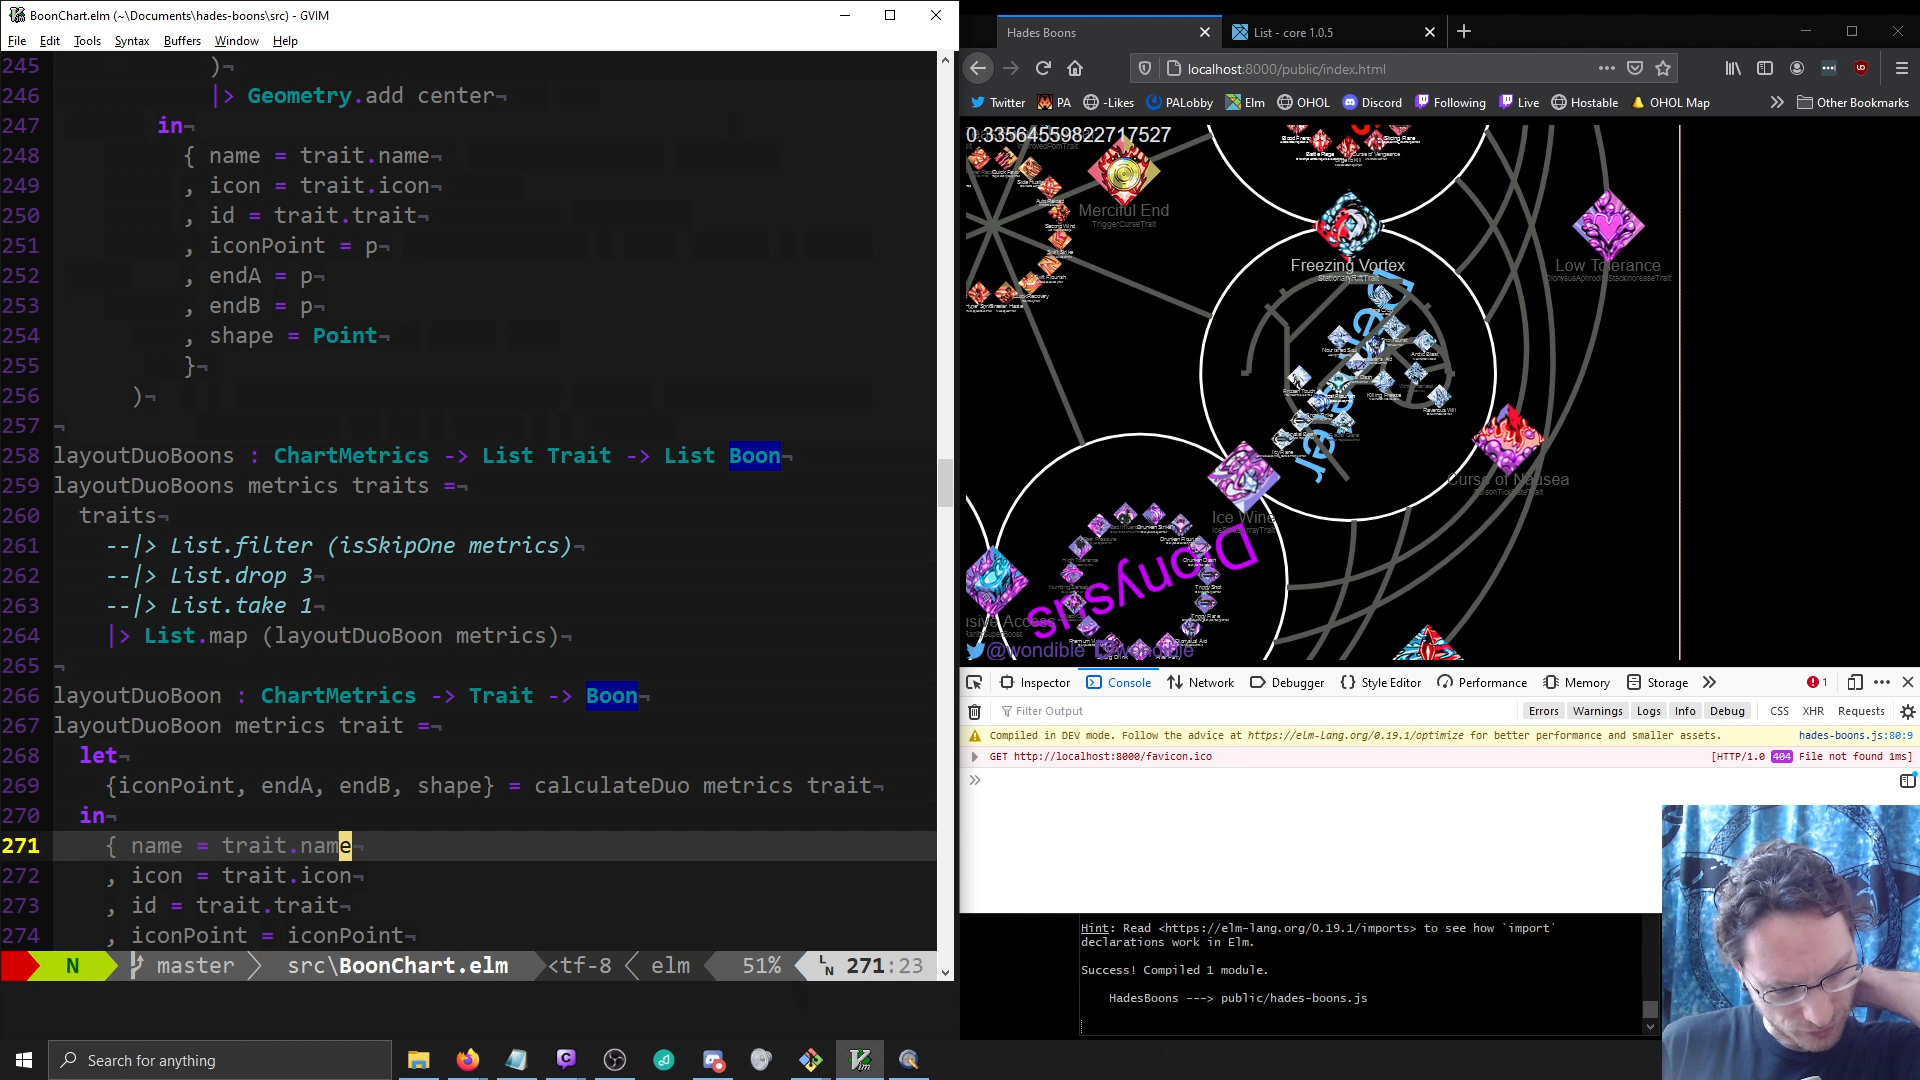 BoonChart.elm (~\Documents\hades-boons\src) - GVIM
File Edit Tools Syntax Buffers Window Help
245 )¬
246 |> Geometry.add center¬
247 in¬
248 { name = trait.name¬
249 , icon = trait.icon¬
250 , id = trait.trait¬
251 , iconPoint = p¬
252 , endA = p¬
253 , endB = p¬
254 , shape = Point¬
255 }¬
256 )¬
257 ¬
258 layoutDuoBoons : ChartMetrics -> List Trait -> List Boon¬
259 layoutDuoBoons metrics traits =¬
260 traits¬
261 --|> List.filter (isSkipOne metrics)¬
262 --|> List.drop 3¬
263 --|> List.take 1¬
264 |> List.map (layoutDuoBoon metrics)¬
265 ¬
266 layoutDuoBoon : ChartMetrics -> Trait -> Boon¬
267 layoutDuoBoon metrics trait =¬
268 let¬
269 {iconPoint, endA, endB, shape} = calculateDuo metrics trait¬
270 in¬
271 { name = trait.name¬
272 , icon = trait.icon¬
273 , id = trait.trait¬
274 , iconPoint = iconPoint¬
N master src\BoonChart.elm <tf-8 elm 51% LN 271:23
Hades Boons
List - core 1.0.5
localhost:8000/public/index.html
Twitter PA -Likes PALobby Elm OHOL Discord Following Live Hostable OHOL Map Other Bookmarks
0.33564559822717527
Merciful End
TriggerCurseTrait
Freezing Vortex
StationaryRiftTrait
Low Tolerance
DionysusAphroditeStackIncreaseTrait
Curse of Nausea
PoisonTickRateTrait
Ice Wine
IceStrikeArrayTrait
Dionysus
@wondible
Inspector Console Network Debugger Style Editor Performance Memory Storage 1
Filter Output
Errors Warnings Logs Info Debug CSS XHR Requests
Compiled in DEV mode. Follow the advice at https://elm-lang.org/0.19.1/optimize for better performance and smaller assets. hades-boons.js:80:9
GET http://localhost:8000/favicon.ico [HTTP/1.0 404 File not found 1ms]
Hint: Read <https://elm-lang.org/0.19.1/imports> to see how `import`
declarations work in Elm.
Success! Compiled 1 module.
HadesBoons ---> public/hades-boons.js
Search for anything